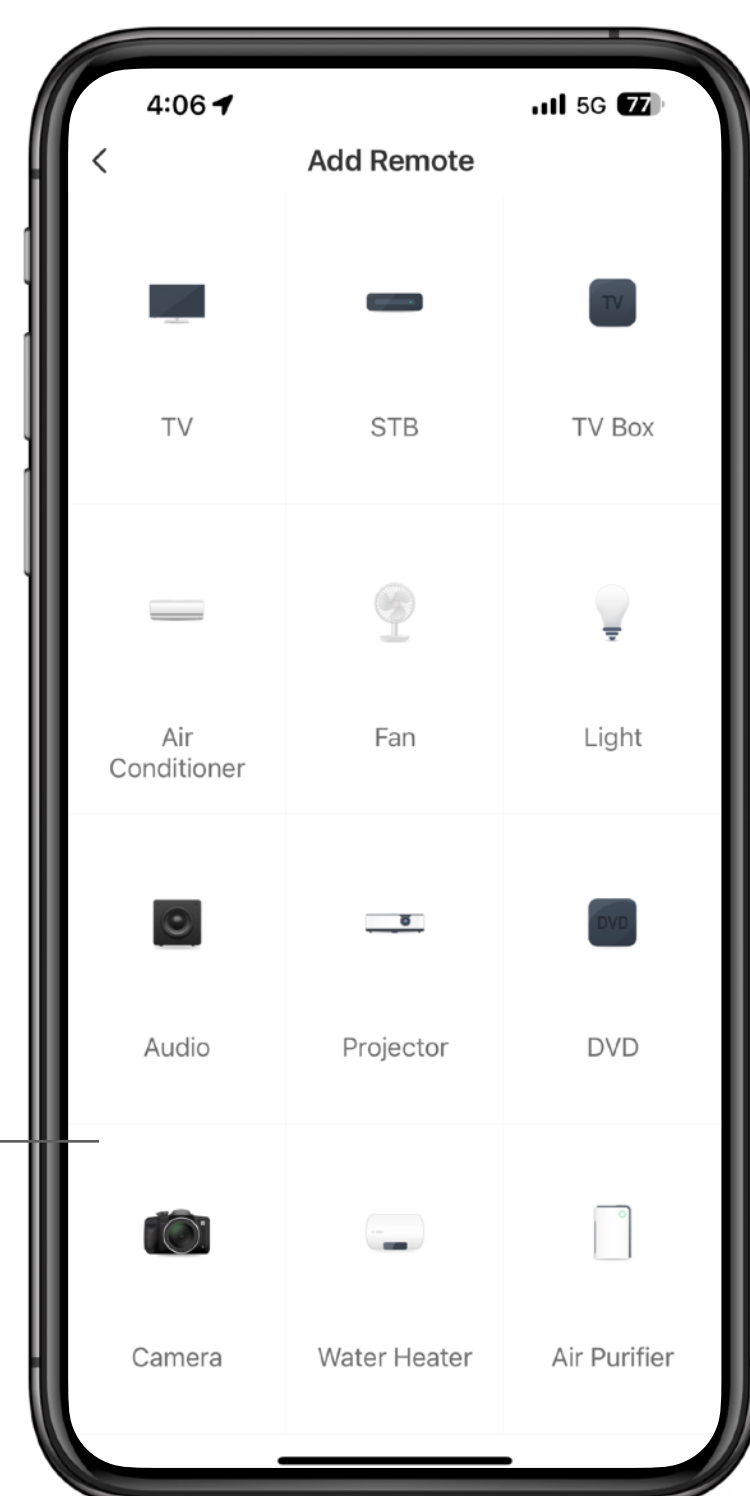 4:06 5G 77
Add Remote
TV
TV STB TV Box
Air Fan Light
Conditioner
DVD
Audio Projector DVD
Camera Water Heater Air Purifier